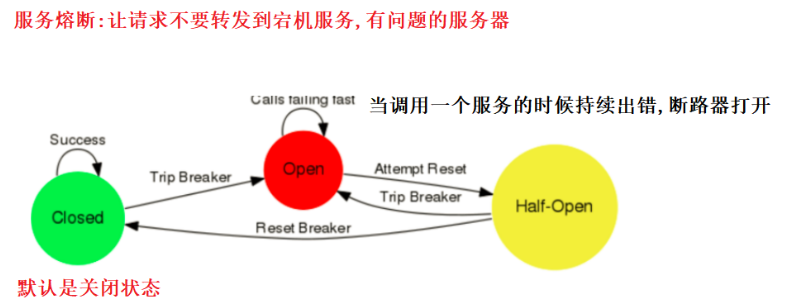 服务熔断:让请求不要转发到宕机服务,有问题的服务器
Calls failing fast
当调用一个服务的时候持续出错,断路器打开
Success
Open
Trip Breaker
Attempt Reset
Trip Breaker
Half-Open
Closed
Reset Breaker
默认是关闭状态